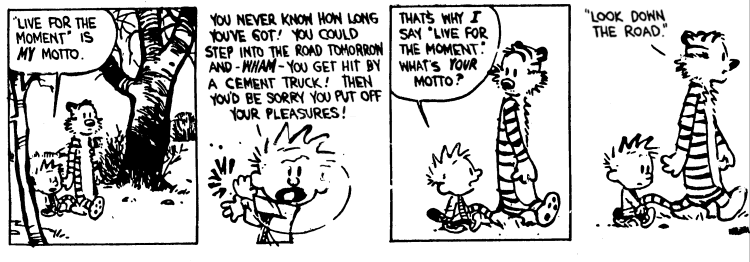 "LIVE FOR THE
MOMENT" IS
MY MOTTO.
YOU NEVER KNOW HOW LONG
YOU'VE GOT! YOU COULD
STEP INTO THE ROAD TOMORROW
AND - WHAM - YOU GET HIT BY
A CEMENT TRUCK! THEN
YOU'D BE SORRY YOU PUT OFF
YOUR PLEASURES!
THAT'S WHY I
SAY "LIVE FOR
THE MOMENT."
WHAT'S YOUR
MOTTO?
"LOOK DOWN
THE ROAD."